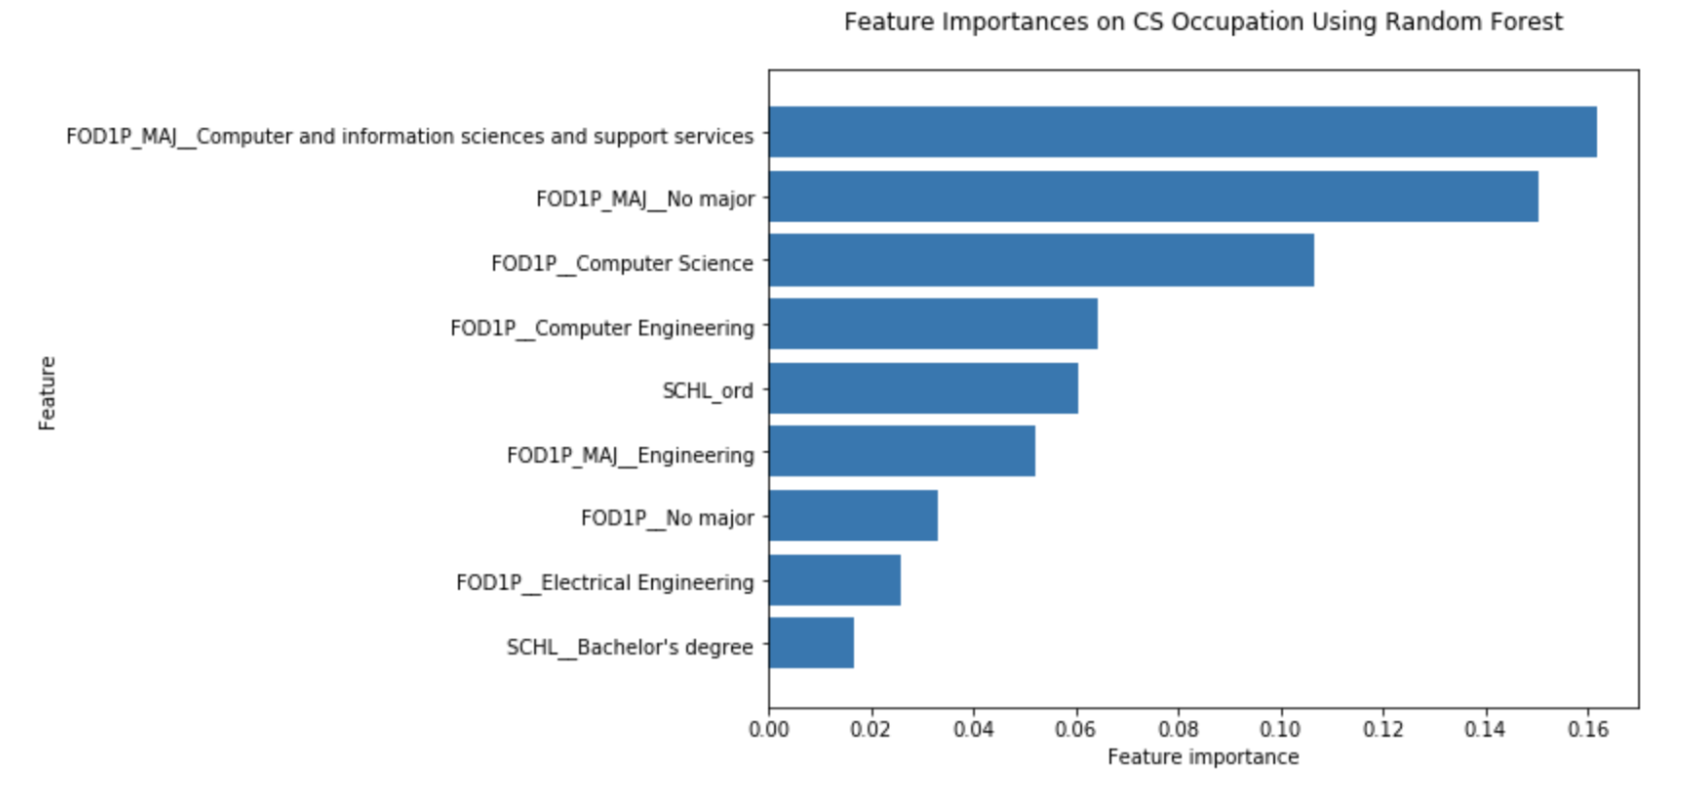 Feature Importances on CS Occupation Using Random Forest
FOD1P_MAJ__Computer and information sciences and support services
FOD1P_MAJ__No major
FOD1P__Computer Science
FOD1P__Computer Engineering
SCHL_ord
FOD1P_MAJ__Engineering
FOD1P__No major
FOD1P__Electrical Engineering
SCHL__Bachelor's degree
Feature
0.00 0.02 0.04 0.06 0.08 0.10 0.12 0.14 0.16
Feature importance